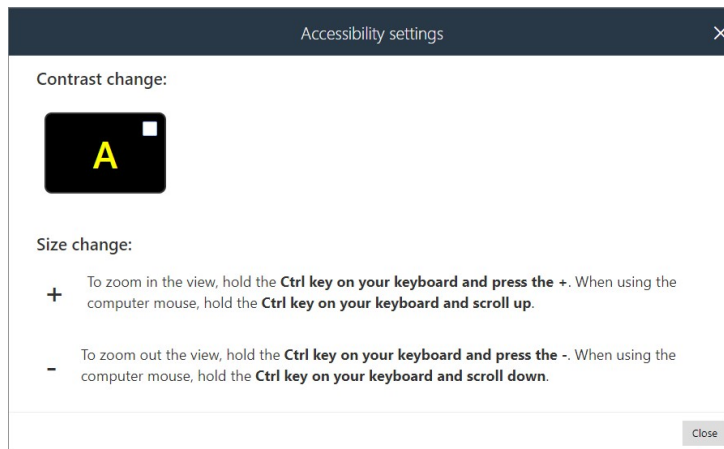 Accessibility settings
Contrast change:
A
Size change:
+ To zoom in the view, hold the Ctrl key on your keyboard and press the +. When using the
computer mouse, hold the Ctrl key on your keyboard and scroll up.
- To zoom out the view, hold the Ctrl key on your keyboard and press the -. When using the
computer mouse, hold the Ctrl key on your keyboard and scroll down.
Close